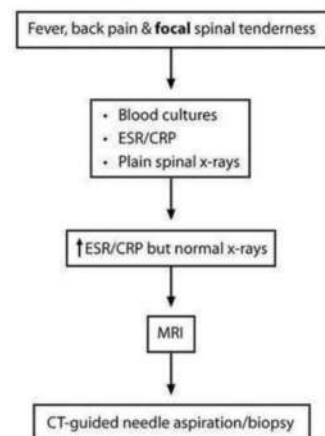 Fever, back pain & focal spinal tenderness
• Blood cultures
• ESR/CRP
• Plain spinal x-rays
↑ESR/CRP but normal x-rays
MRI
CT-guided needle aspiration/biopsy